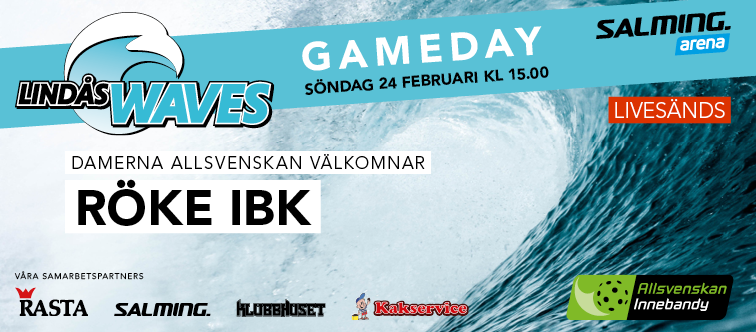 LINDÅS WAVES
GAMEDAY
SÖNDAG 24 FEBRUARI KL 15.00
SALMING.
arena
LIVESÄNDS
DAMERNA ALLSVENSKAN VÄLKOMNAR
RÖKE IBK
VÅRA SAMARBETSPARTNERS
RASTA SALMING. KLUBBHUSET Kakservice
Allsvenskan
Innebandy